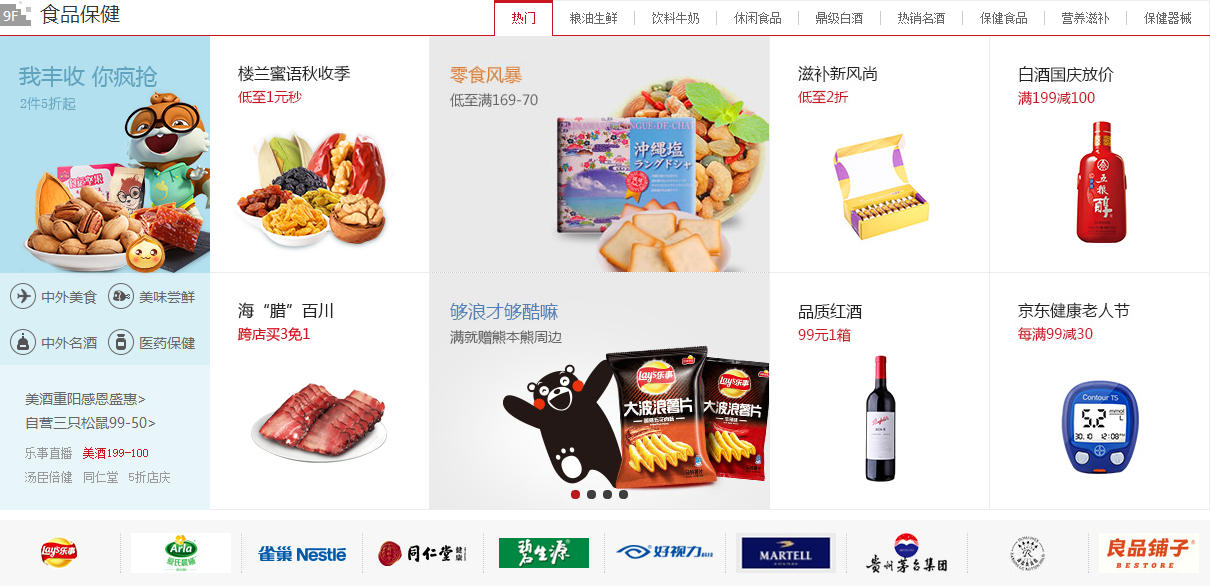 9F 食品保健
热门 粮油生鲜 饮料牛奶 休闲食品 鼎级白酒 热销名酒 保健食品 营养滋补 保健器械
我丰收 你疯抢
2件5折起
楼兰蜜语秋收季
低至1元秒
零食风暴
低至满169-70
沖縄塩
ラングドシャ
滋补新风尚
低至2折
白酒国庆放价
满199减100
五粮
醇
中外美食 美味尝鲜
中外名酒 医药保健
美酒重阳感恩盛惠>
自营三只松鼠99-50>
乐事直播 美酒199-100
汤臣倍健 同仁堂 5折店庆
海“腊”百川
跨店买3免1
够浪才够酷嘛
满就赠熊本熊周边
Lay's乐事
大波浪薯片
Lay's乐事
大波浪薯片
品质红酒
99元1箱
京东健康老人节
每满99减30
Contour TS
5.2 mmol/L
30.10 12:08
Lay's乐事
Arla
雀巢 Nestlé
同仁堂 健康
碧生源
好视力
MARTELL
贵州茅台集团
良品铺子
BESTORE